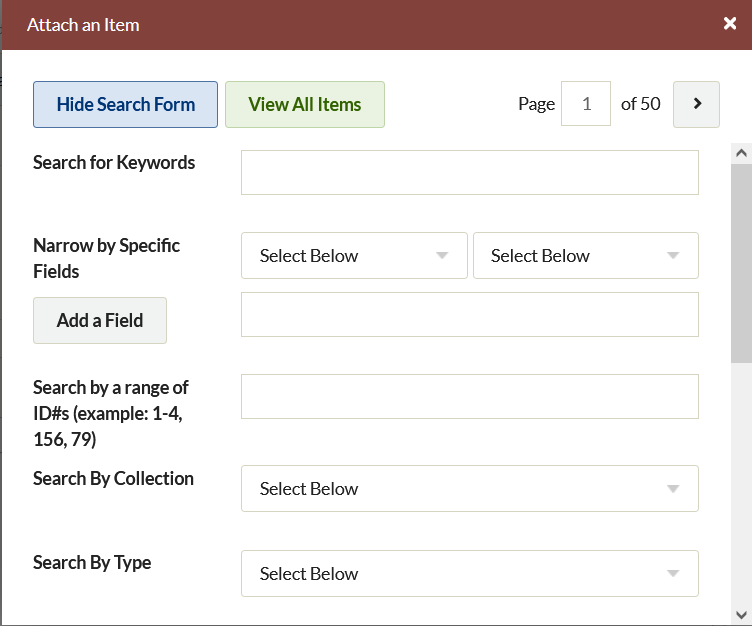 Attach an Item
Hide Search Form View All Items Page 1 of 50
Search for Keywords
Narrow by Specific
Fields
Select Below Select Below
Add a Field
Search by a range of
ID#s (example: 1-4,
156, 79)
Search By Collection
Select Below
Search By Type
Select Below